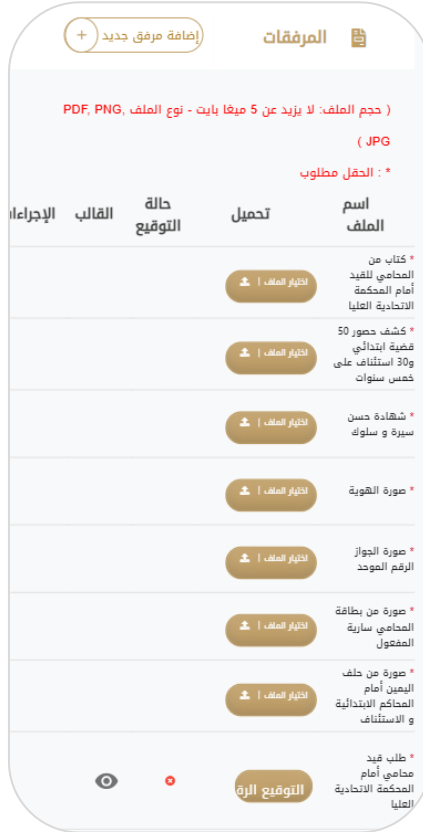 المرفقات
إضافة مرفق جديد +
( حجم الملف: لا يزيد عن 5 ميغا بايت - نوع الملف PDF, PNG,
JPG )
* : الحقل مطلوب
اسم
الملف
تحميل
حالة
التوقيع
القالب
* كتاب من
المحامي للقيد
أمام المحكمة
الاتحادية العليا
اختيار الملف |
* كشف حصور 50
قضية ابتدائي
و30 استئناف على
خمس سنوات
اختيار الملف |
* شهادة حسن
سيرة و سلوك
اختيار الملف |
* صورة الهوية
اختيار الملف |
* صورة الجواز
الرقم الموحد
اختيار الملف |
* صورة من بطاقة
المحامي سارية
المفعول
اختيار الملف |
* صورة من حلف
اليمين أمام
المحاكم الابتدائية
و الاستئناف
اختيار الملف |
* طلب قيد
محامي أمام
المحكمة الاتحادية
العليا
التوقيع الرق